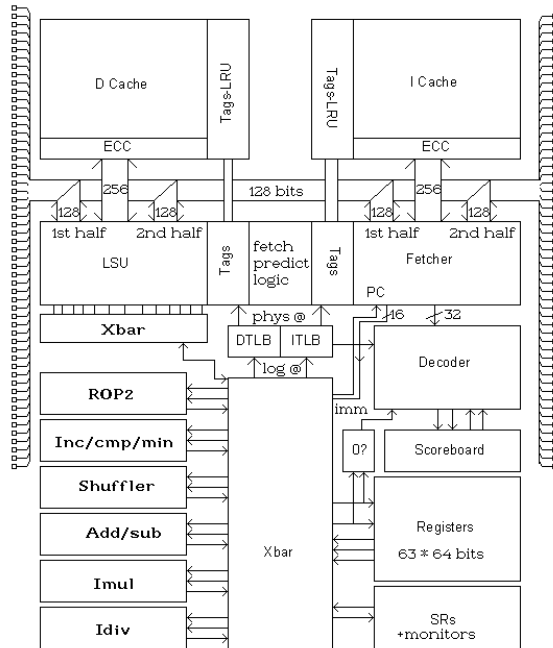 D Cache
Tags-LRU
Tags-LRU
I Cache
ECC
ECC
256
128 bits
256
128
128
128
128
1st half
2nd half
1st half
2nd half
LSU
Tags
fetch
predict
logic
Tags
Fetcher
PC
phys @
16
32
Xbar
DTLB
ITLB
Decoder
log @
ROP2
imm
Inc/cmp/min
0?
Scoreboard
Shuffler
Registers
63 * 64 bits
Add/sub
Xbar
Imul
Idiv
SRs
+monitors